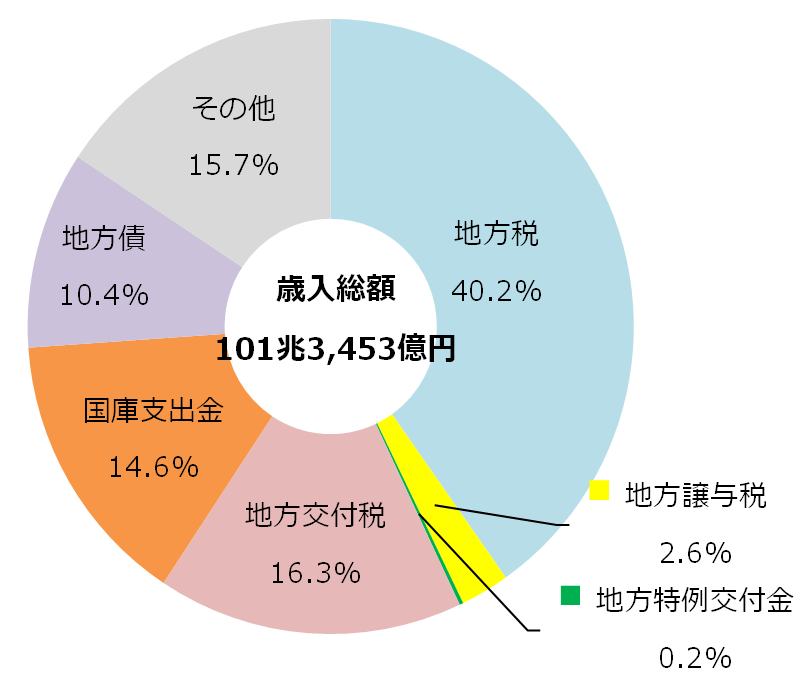 歳入総額
101兆3,453億円
地方税
40.2%
地方譲与税
2.6%
地方特例交付金
0.2%
地方交付税
16.3%
国庫支出金
14.6%
地方債
10.4%
その他
15.7%